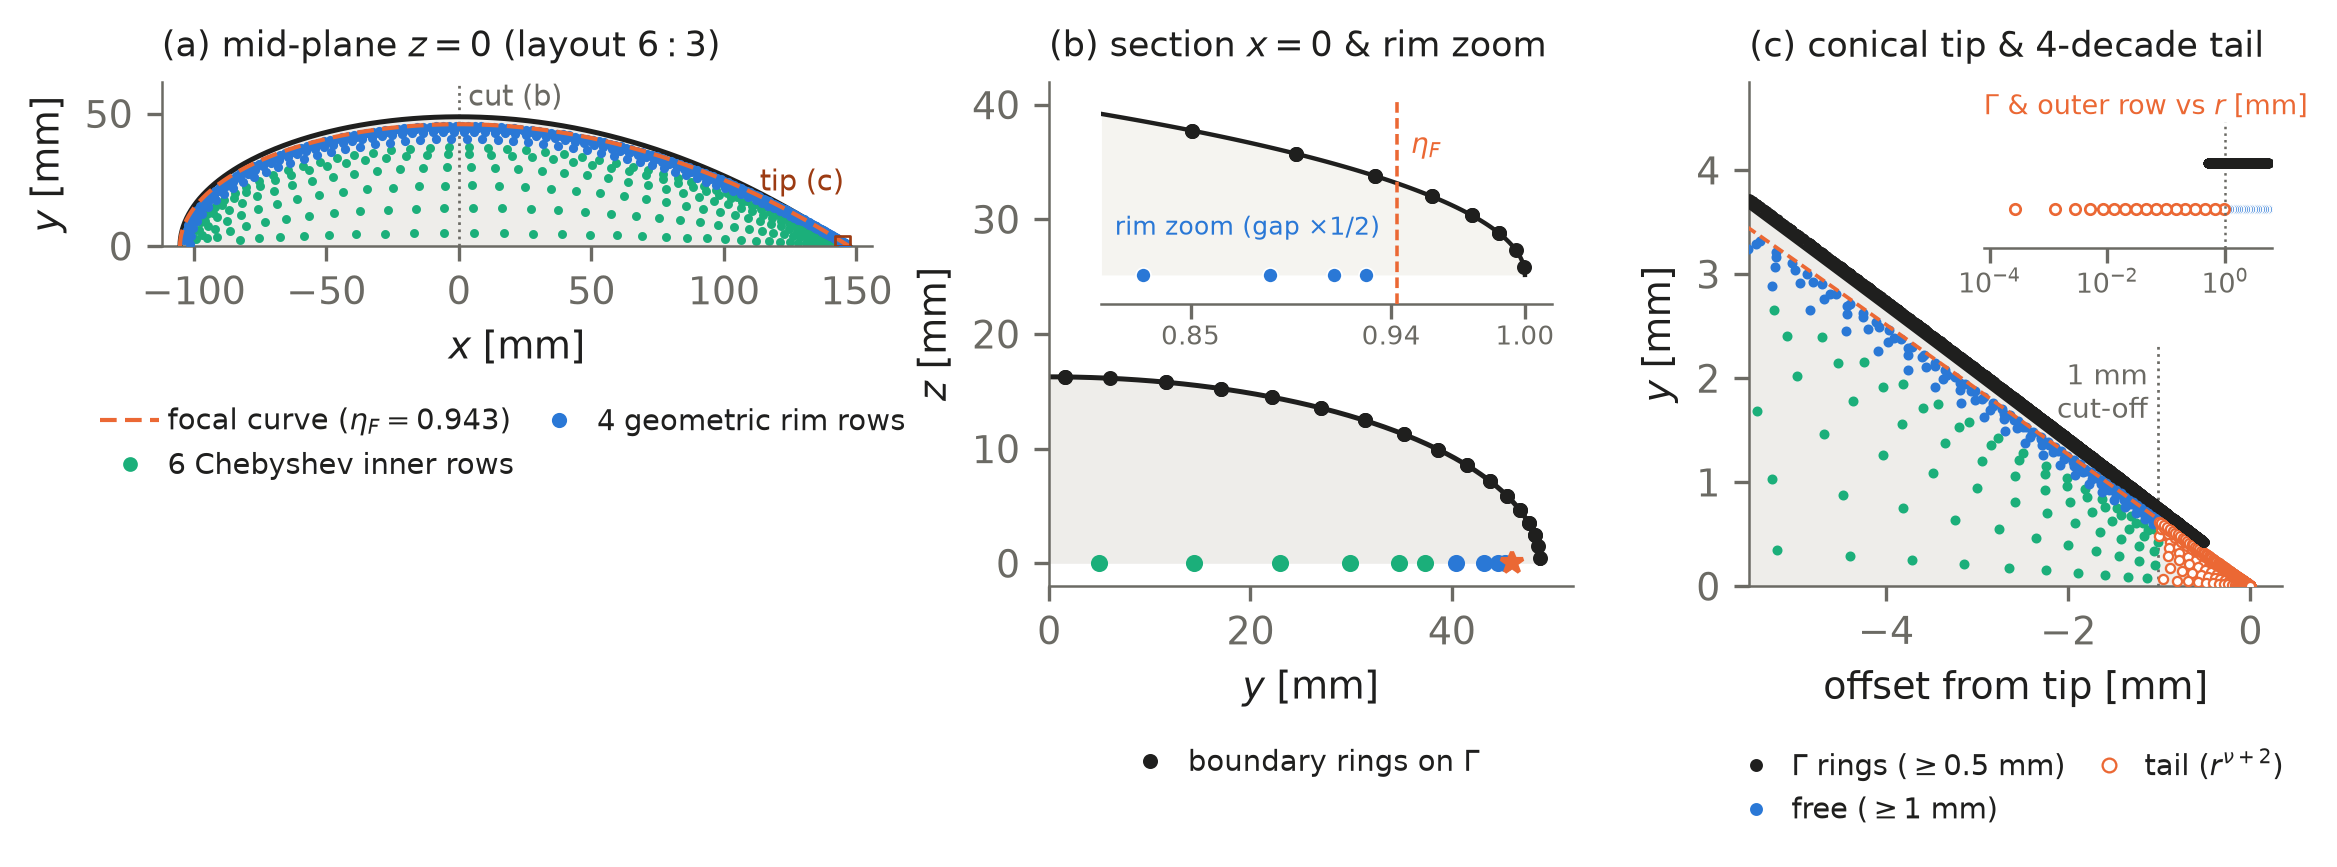 (a) mid-plane z = 0 (layout 6 : 3)
cut (b)
tip (c)
50
0
y [mm]
−100
−50
0
50
100
150
x [mm]
focal curve (η_F = 0.943)
4 geometric rim rows
6 Chebyshev inner rows
(b) section x = 0 & rim zoom
40
30
20
10
0
z [mm]
η_F
rim zoom (gap ×1/2)
0.85
0.94
1.00
0
20
40
y [mm]
boundary rings on Γ
(c) conical tip & 4-decade tail
Γ & outer row vs r [mm]
10^−4
10^−2
10^0
4
3
2
1
0
y [mm]
1 mm
cut-off
−4
−2
0
offset from tip [mm]
Γ rings ( ≥ 0.5 mm)
tail (r^{ν+2})
free ( ≥ 1 mm)